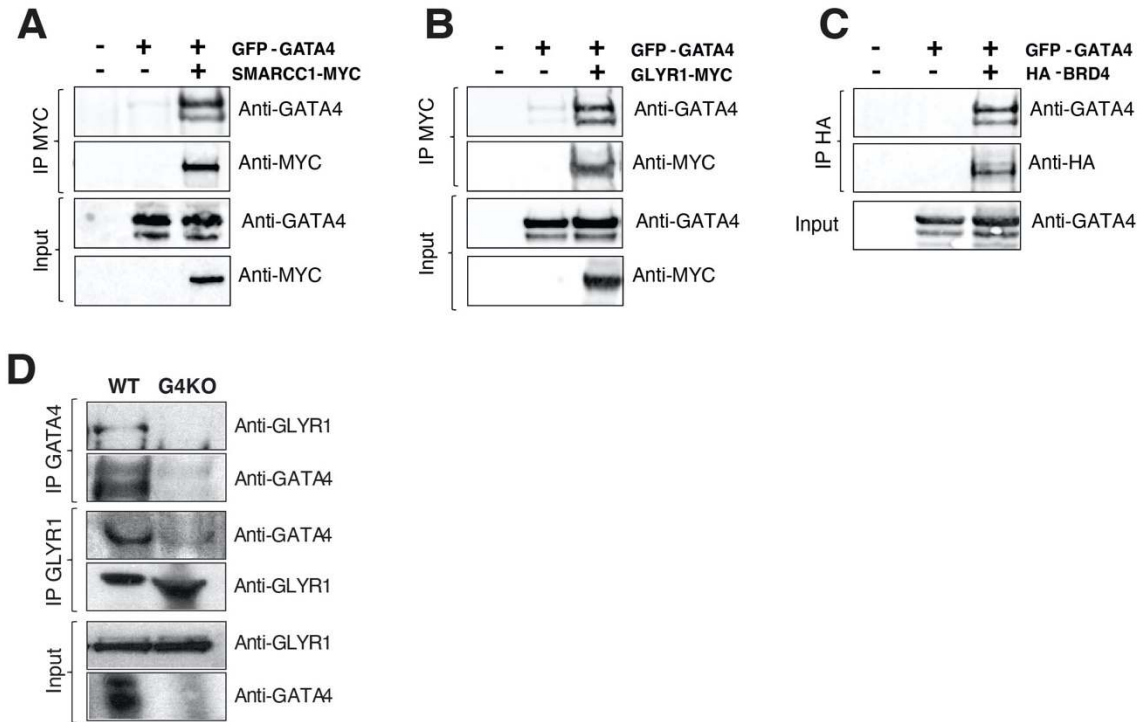 A
- + + GFP - GATA4
- - + SMARCC1-MYC
IP MYC
Anti-GATA4
Anti-MYC
Input
Anti-GATA4
Anti-MYC
B
- + + GFP - GATA4
- - + GLYR1-MYC
IP MYC
Anti-GATA4
Anti-MYC
Input
Anti-GATA4
Anti-MYC
C
- + + GFP - GATA4
- - + HA - BRD4
IP HA
Anti-GATA4
Anti-HA
Input
Anti-GATA4
D
WT G4KO
IP GATA4
Anti-GLYR1
Anti-GATA4
IP GLYR1
Anti-GATA4
Anti-GLYR1
Input
Anti-GLYR1
Anti-GATA4